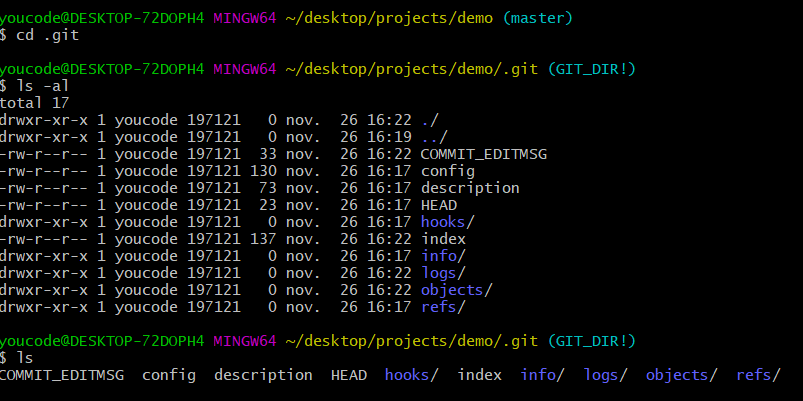 youcode@DESKTOP-72DOPH4 MINGW64 ~/desktop/projects/demo (master)
$ cd .git
youcode@DESKTOP-72DOPH4 MINGW64 ~/desktop/projects/demo/.git (GIT_DIR!)
$ ls -al
total 17
drwxr-xr-x 1 youcode 197121   0 nov.  26 16:22 ./
drwxr-xr-x 1 youcode 197121   0 nov.  26 16:19 ../
-rw-r--r-- 1 youcode 197121  33 nov.  26 16:22 COMMIT_EDITMSG
-rw-r--r-- 1 youcode 197121 130 nov.  26 16:17 config
-rw-r--r-- 1 youcode 197121  73 nov.  26 16:17 description
-rw-r--r-- 1 youcode 197121  23 nov.  26 16:17 HEAD
drwxr-xr-x 1 youcode 197121   0 nov.  26 16:17 hooks/
-rw-r--r-- 1 youcode 197121 137 nov.  26 16:22 index
drwxr-xr-x 1 youcode 197121   0 nov.  26 16:17 info/
drwxr-xr-x 1 youcode 197121   0 nov.  26 16:22 logs/
drwxr-xr-x 1 youcode 197121   0 nov.  26 16:22 objects/
drwxr-xr-x 1 youcode 197121   0 nov.  26 16:17 refs/
youcode@DESKTOP-72DOPH4 MINGW64 ~/desktop/projects/demo/.git (GIT_DIR!)
$ ls
COMMIT_EDITMSG  config  description  HEAD  hooks/  index  info/  logs/  objects/  refs/